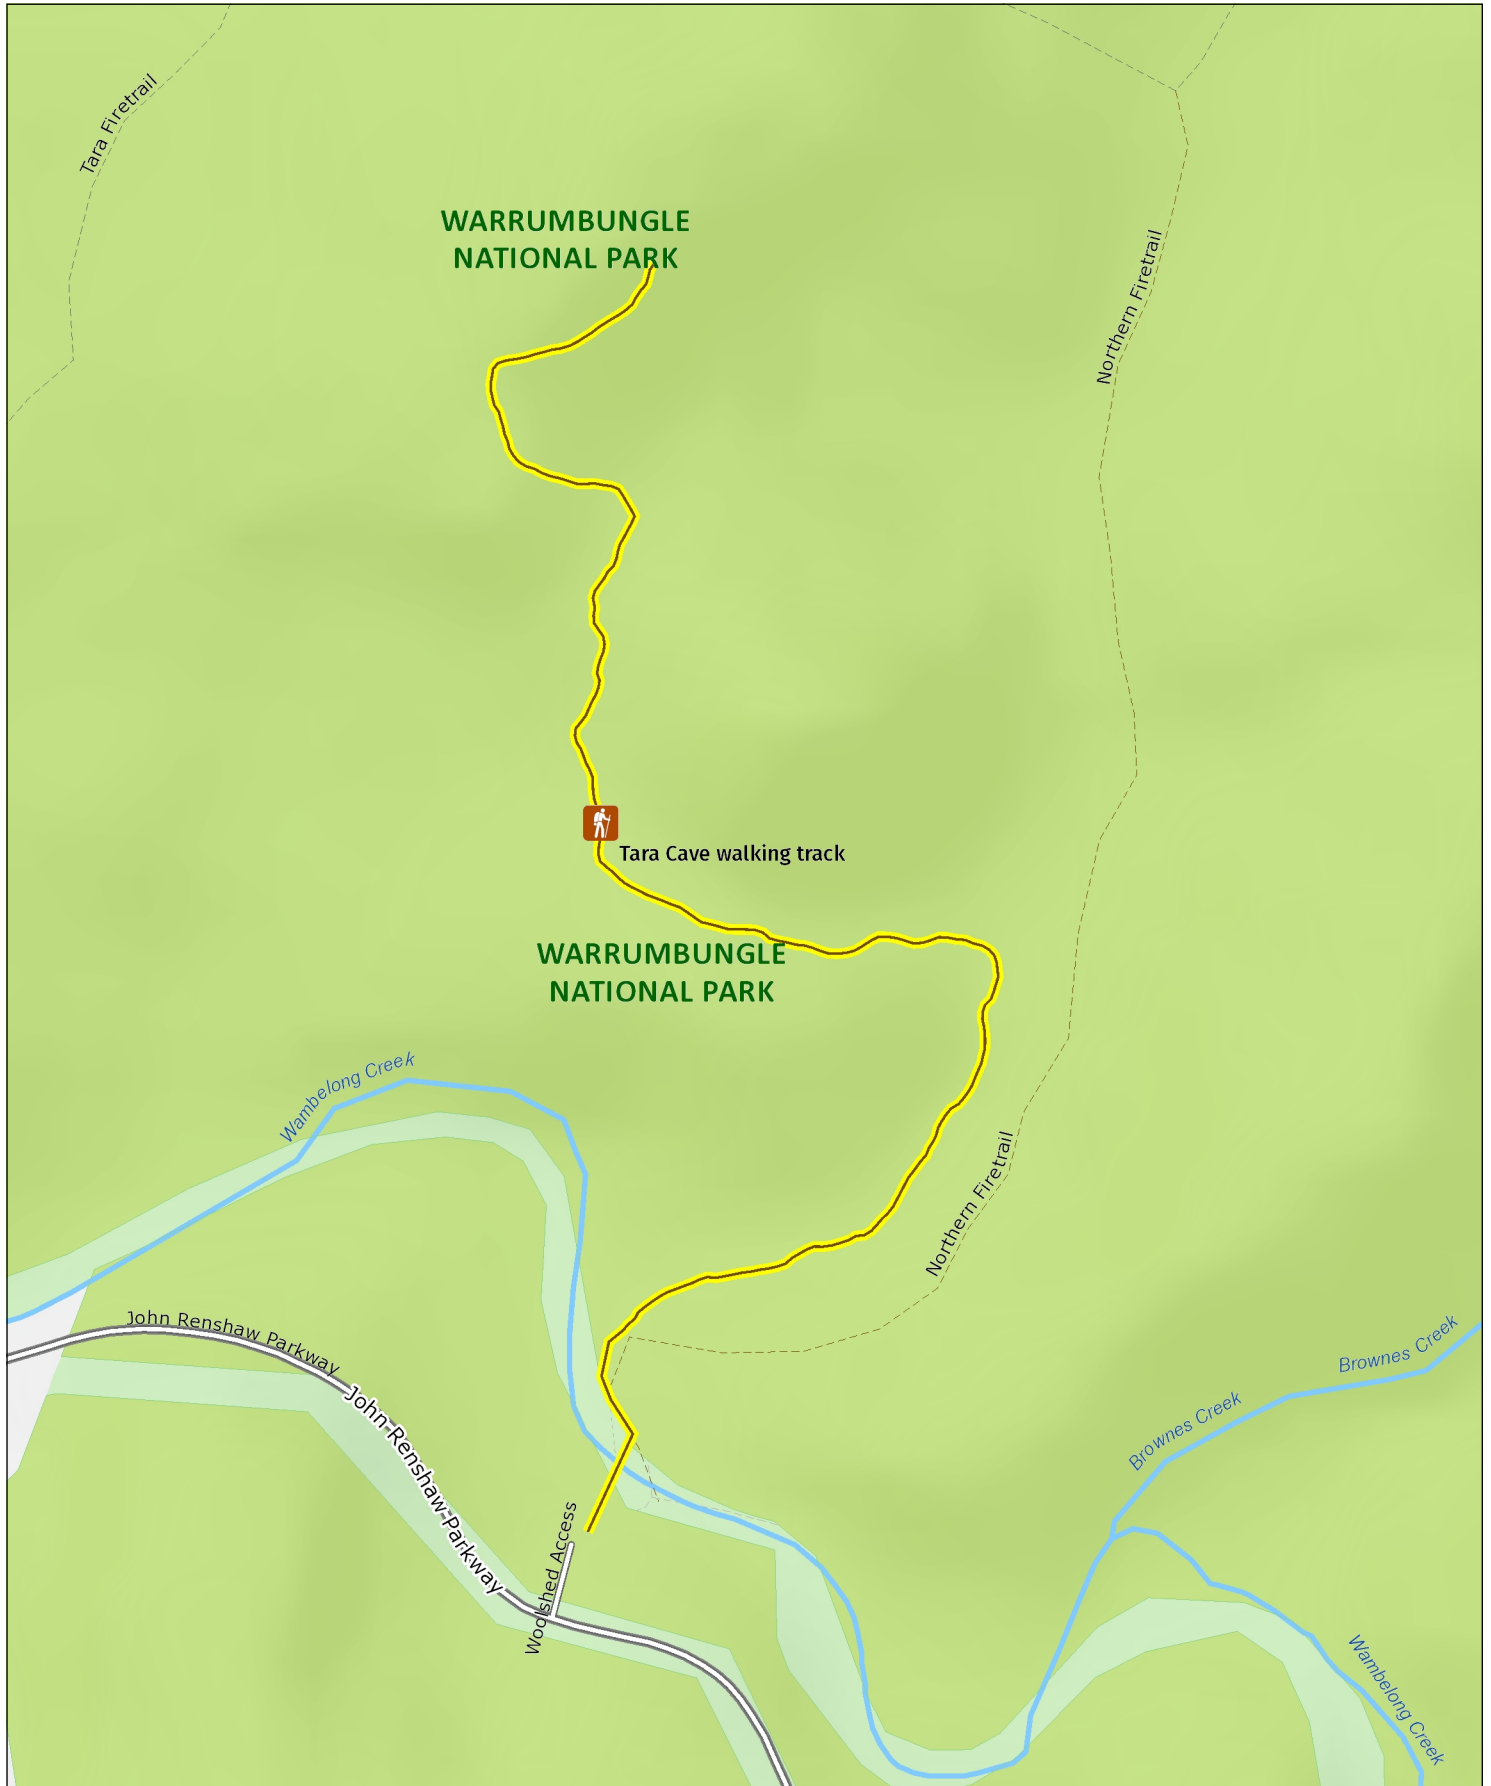 Tara Firetrail
WARRUMBUNGLE
NATIONAL PARK
Northern Firetrail
Tara Cave walking track
WARRUMBUNGLE
NATIONAL PARK
Wambelong Creek
Northern Firetrail
John Renshaw Parkway
Brownes Creek
John Renshaw Parkway
Brownes Creek
Woolshed Access
Wambelong Creek